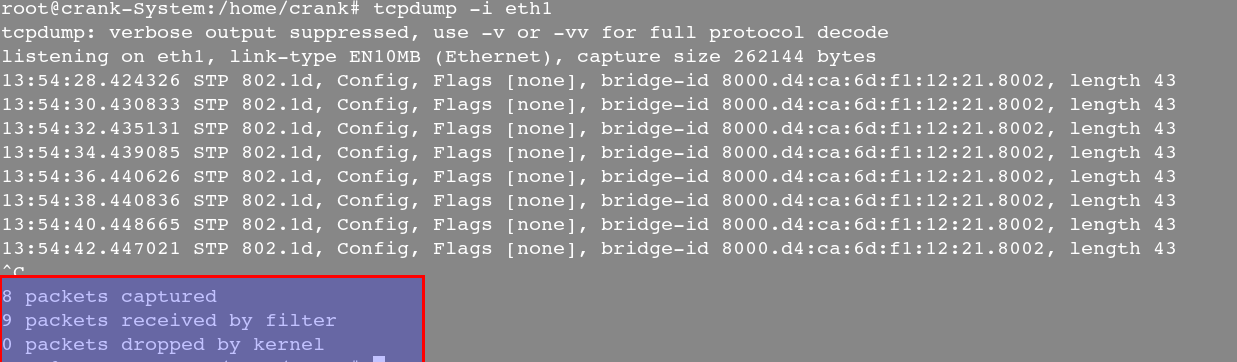 root@crank-System:/home/crank# tcpdump -i eth1
tcpdump: verbose output suppressed, use -v or -vv for full protocol decode
listening on eth1, link-type EN10MB (Ethernet), capture size 262144 bytes
13:54:28.424326 STP 802.1d, Config, Flags [none], bridge-id 8000.d4:ca:6d:f1:12:21.8002, length 43
13:54:30.430833 STP 802.1d, Config, Flags [none], bridge-id 8000.d4:ca:6d:f1:12:21.8002, length 43
13:54:32.435131 STP 802.1d, Config, Flags [none], bridge-id 8000.d4:ca:6d:f1:12:21.8002, length 43
13:54:34.439085 STP 802.1d, Config, Flags [none], bridge-id 8000.d4:ca:6d:f1:12:21.8002, length 43
13:54:36.440626 STP 802.1d, Config, Flags [none], bridge-id 8000.d4:ca:6d:f1:12:21.8002, length 43
13:54:38.440836 STP 802.1d, Config, Flags [none], bridge-id 8000.d4:ca:6d:f1:12:21.8002, length 43
13:54:40.448665 STP 802.1d, Config, Flags [none], bridge-id 8000.d4:ca:6d:f1:12:21.8002, length 43
13:54:42.447021 STP 802.1d, Config, Flags [none], bridge-id 8000.d4:ca:6d:f1:12:21.8002, length 43
^C
8 packets captured
9 packets received by filter
0 packets dropped by kernel